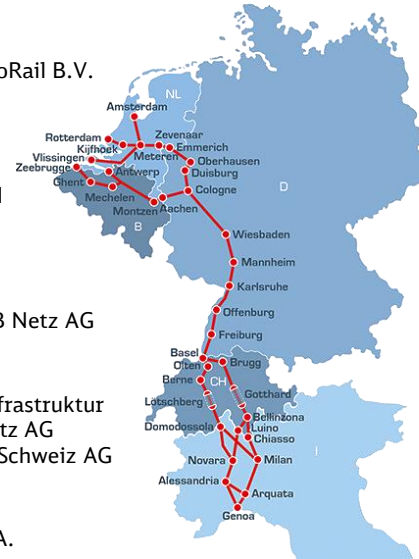 oRail B.V.
NL
Amsterdam
Rotterdam
Zevenaar
Kijfhoek
Emmerich
Vlissingen
Meteren
Oberhausen
Zeebrugge
Antwerp
Duisburg
Ghent
Cologne
D
Mechelen
Aachen
Montzen
B
Wiesbaden
Mannheim
Karlsruhe
B Netz AG
Offenburg
Freiburg
Basel
Brugg
Olten
Berne
CH
Gotthard
Lötschberg
frastruktur
Bellinzona
tz AG
Domodossola
Luino
Chiasso
Schweiz AG
Novara
Milan
I
Alessandria
Arquata
Genoa
A.